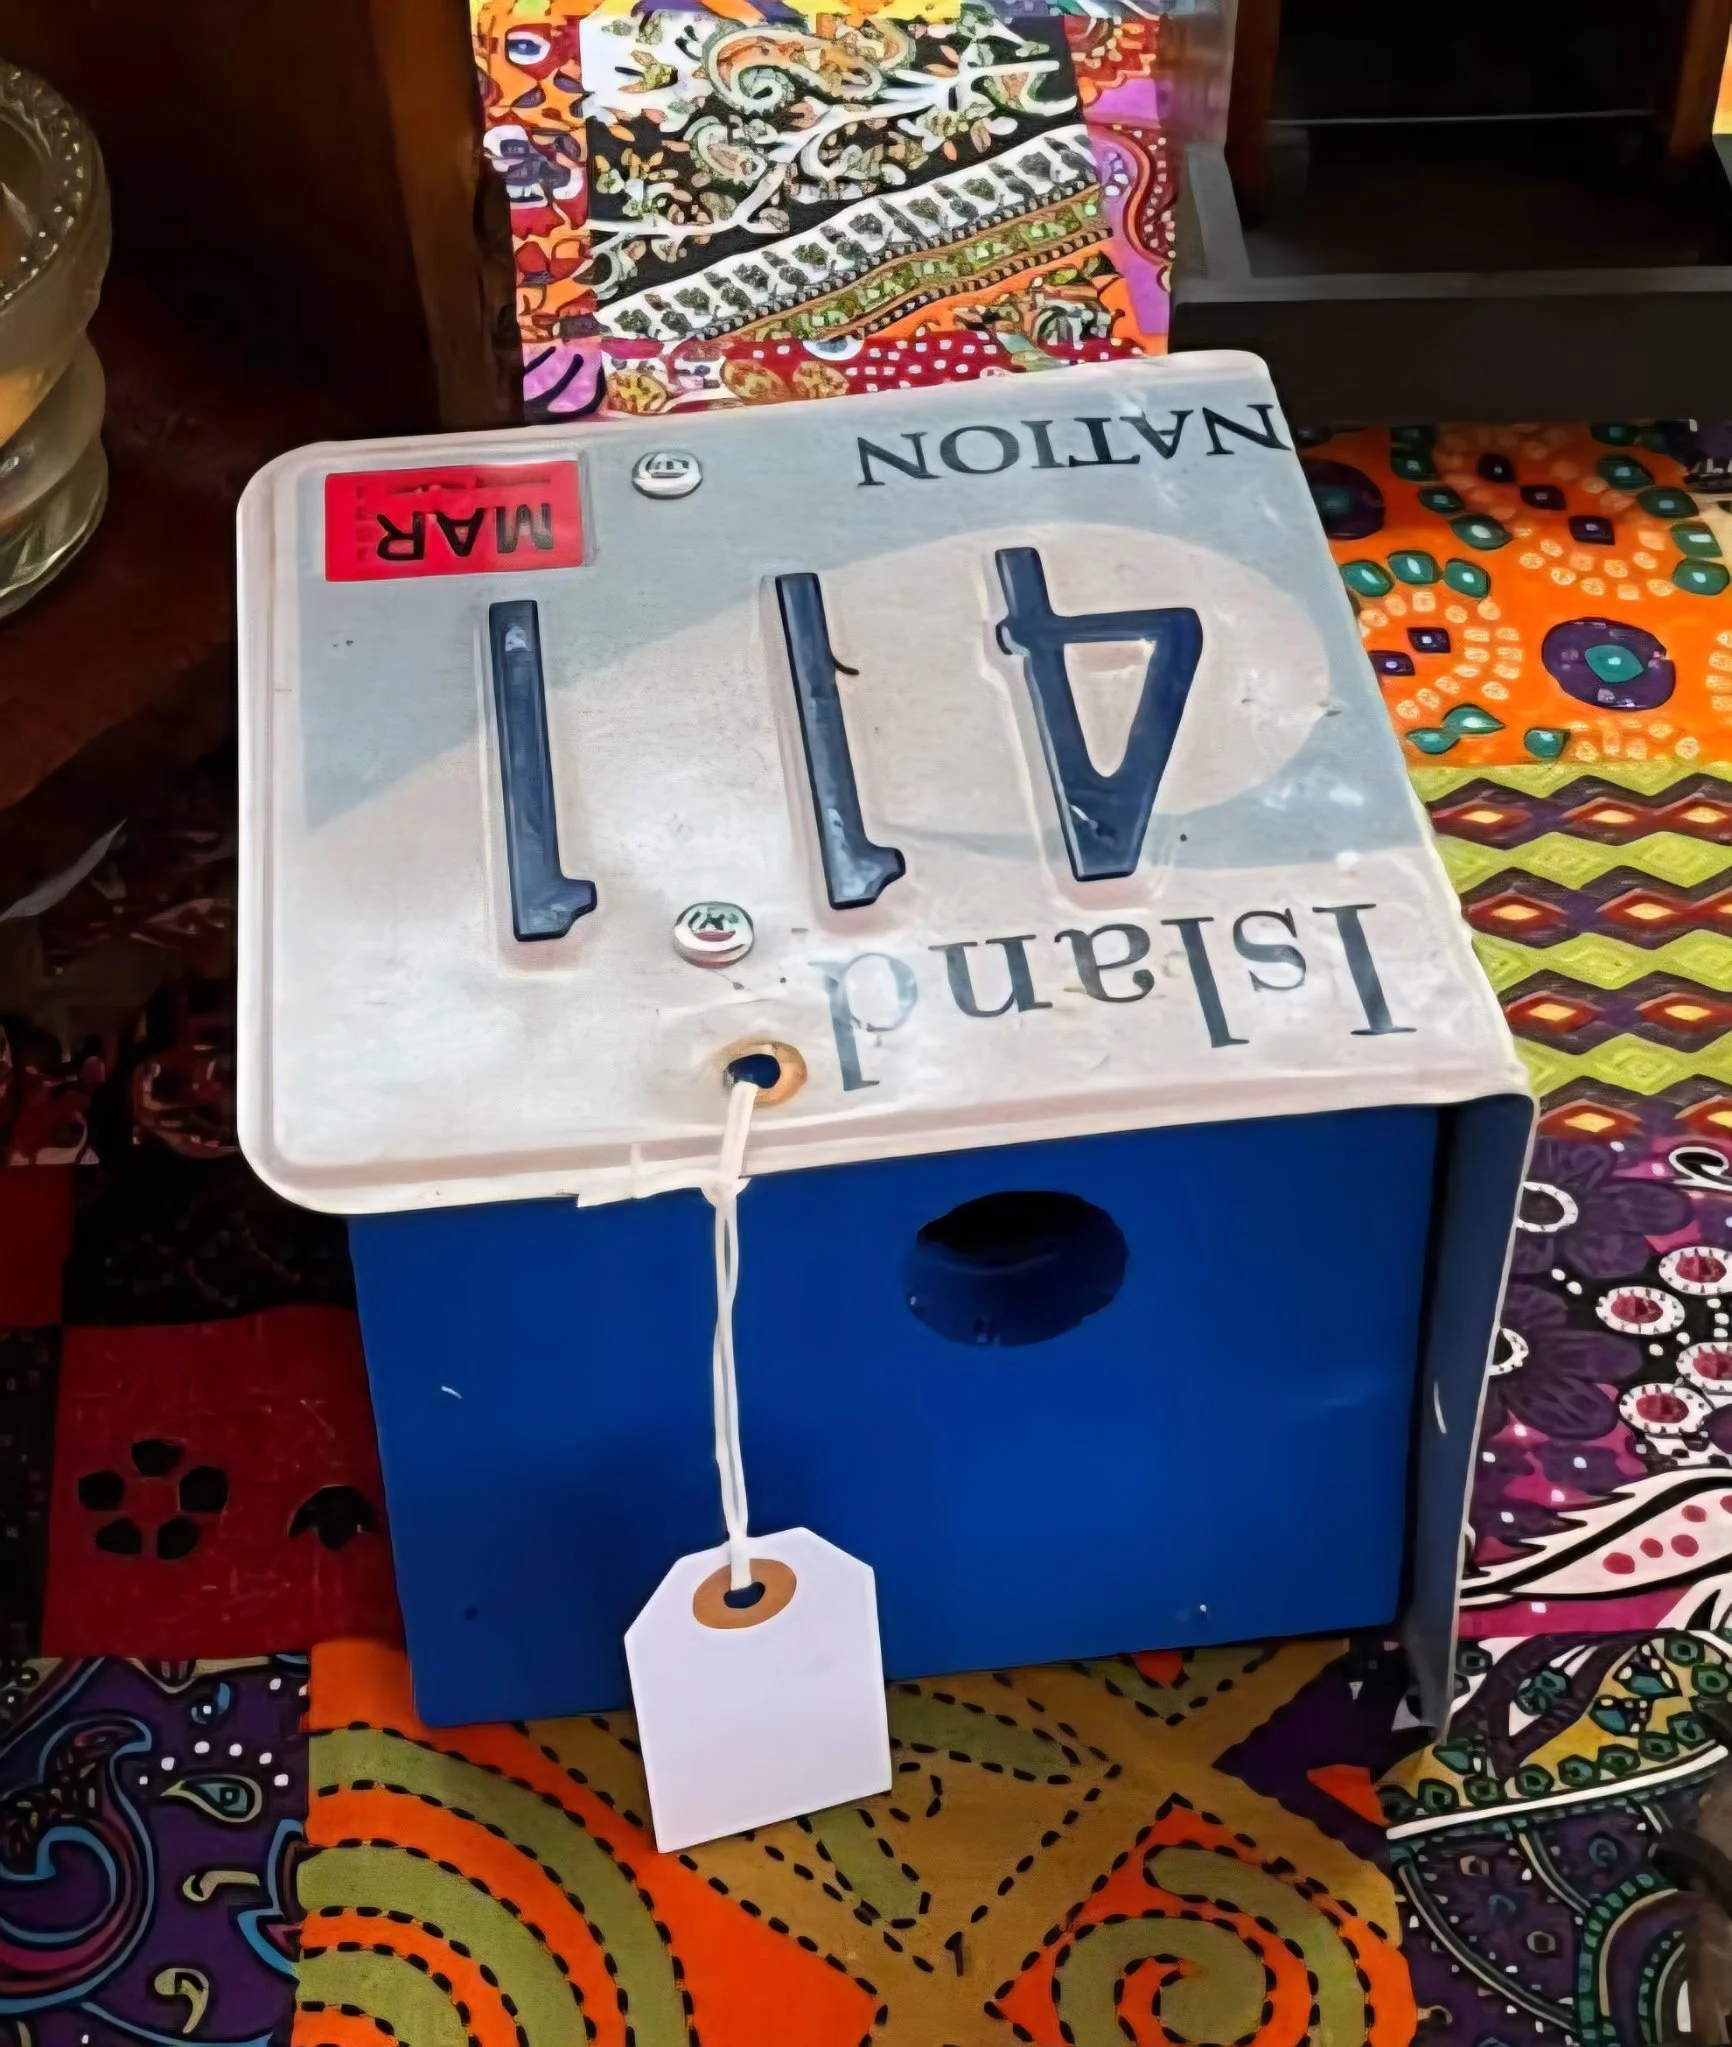 Island
411
NATION
MAR